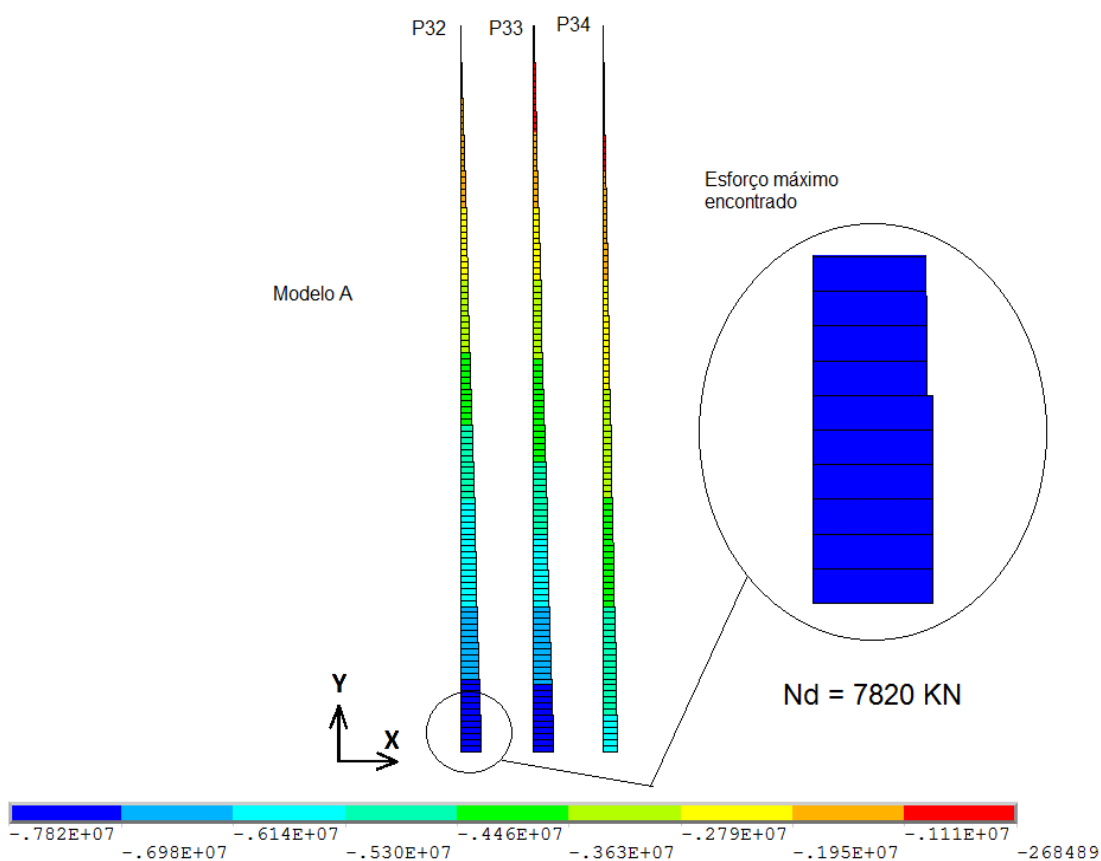 P32
P33
P34
Esforço máximo
encontrado
Modelo A
Y
X
Nd = 7820 KN
-.782E+07
-.698E+07
-.614E+07
-.530E+07
-.446E+07
-.363E+07
-.279E+07
-.195E+07
-.111E+07
-268489